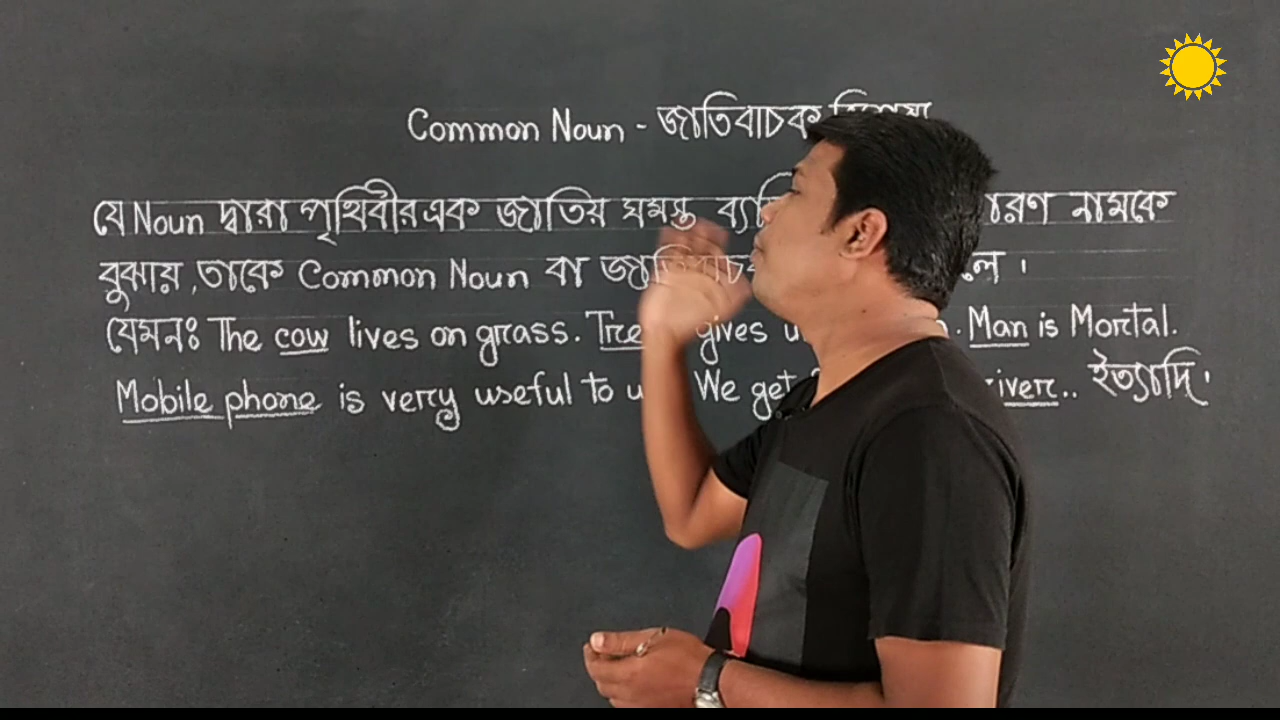 Common Noun - জাতিবাচক
যে Noun দ্বারা পৃথিবীর এক জাতিয় সমস্ত নামকে
বুঝায়, তাকে Common Noun বা
যেমনঃ The cow lives on grass. gives Man is Mortal.
Mobile phone is very useful to We get river.. ইত্যাদি।